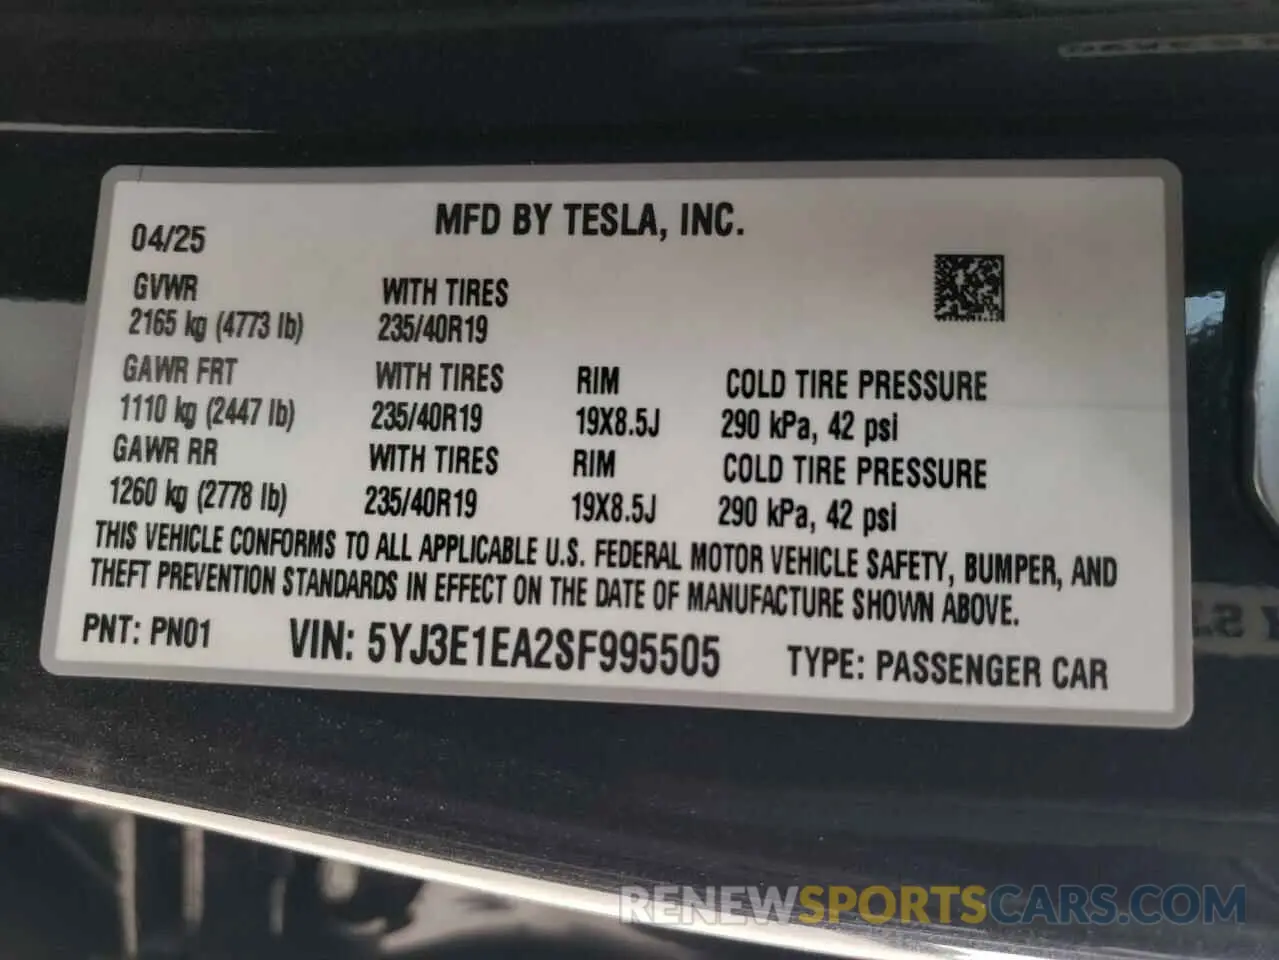 MFD BY TESLA, INC.
04/25
GVWR WITH TIRES
2165 kg (4773 lb) 235/40R19
GAWR FRT WITH TIRES RIM COLD TIRE PRESSURE
1110 kg (2447 lb) 235/40R19 19X8.5J 290 kPa, 42 psi
GAWR RR WITH TIRES RIM COLD TIRE PRESSURE
1260 kg (2778 lb) 235/40R19 19X8.5J 290 kPa, 42 psi
THIS VEHICLE CONFORMS TO ALL APPLICABLE U.S. FEDERAL MOTOR VEHICLE SAFETY, BUMPER, AND
THEFT PREVENTION STANDARDS IN EFFECT ON THE DATE OF MANUFACTURE SHOWN ABOVE.
PNT: PN01 VIN: 5YJ3E1EA2SF995505 TYPE: PASSENGER CAR
RENEWSPORTSCARS.COM